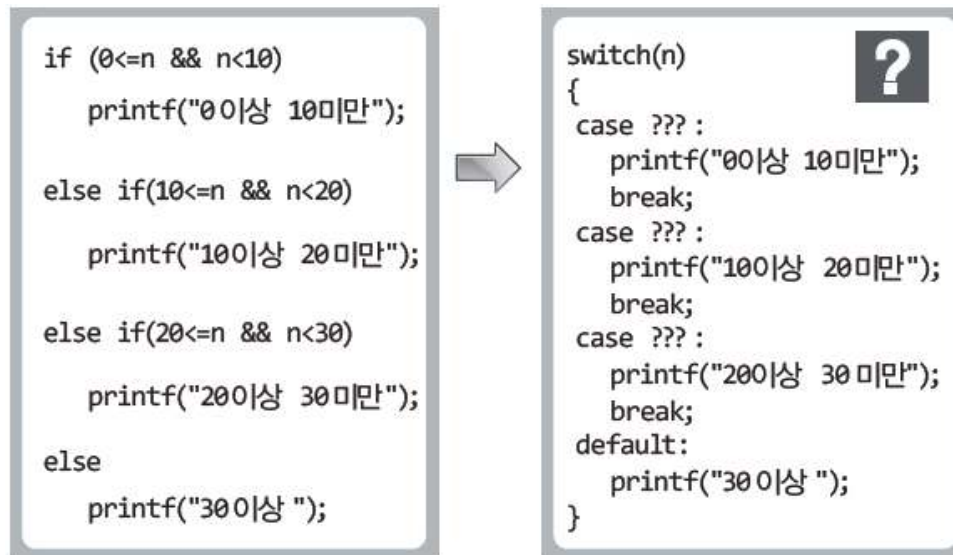 if (0<=n && n<10)
printf("0이상 10미만");
else if(10<=n && n<20)
printf("10이상 20미만");
else if(20<=n && n<30)
printf("20이상 30미만");
else
printf("30이상 ");
switch(n)
?
{
case ??? :
printf("0이상 10미만");
break;
case ??? :
printf("10이상 20미만");
break;
case ??? :
printf("20이상 30 미만");
break;
default:
printf("30이상 ");
}